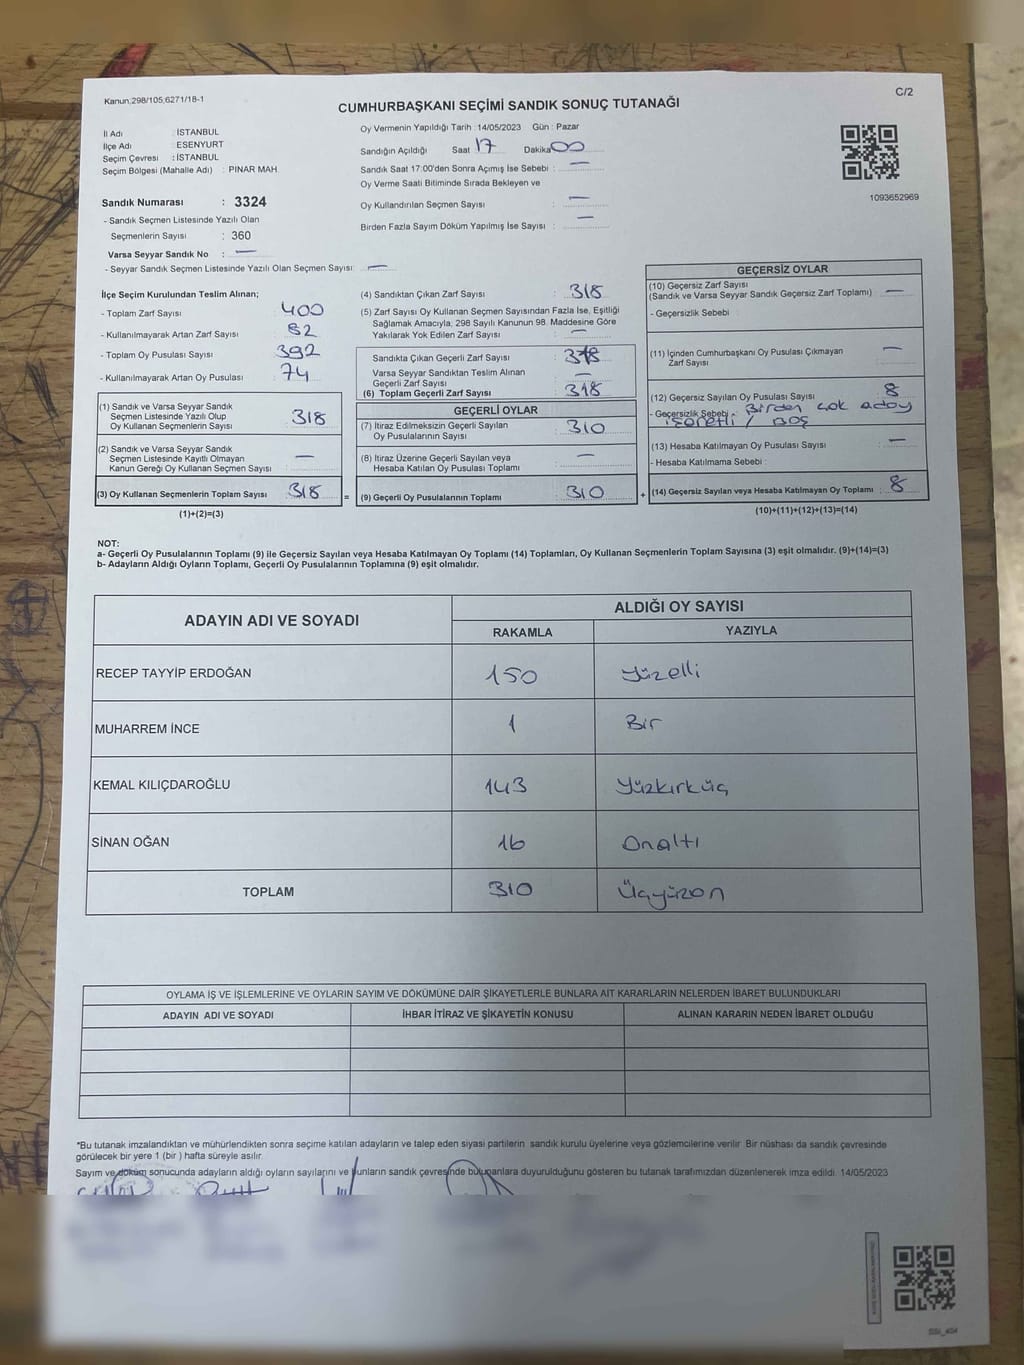 Kanun;298/105,6271/18-1
C/2
CUMHURBAŞKANI SEÇİMİ SANDIK SONUÇ TUTANAĞI
İl Adı : İSTANBUL
İlçe Adı : ESENYURT
Seçim Çevresi : İSTANBUL
Seçim Bölgesi (Mahalle Adı) : PINAR MAH.
Oy Vermenin Yapıldığı Tarih : 14/05/2023 Gün : Pazar
Sandığın Açıldığı Saat 17 Dakika 00
Sandık Saat 17:00'den Sonra Açımış İse Sebebi : —
Oy Verme Saati Bitiminde Sırada Bekleyen ve
Oy Kullandırılan Seçmen Sayısı : —
Birden Fazla Sayım Döküm Yapılmış İse Sayısı : —
1093652969
Sandık Numarası : 3324
- Sandık Seçmen Listesinde Yazılı Olan
Seçmenlerin Sayısı : 360
Varsa Seyyar Sandık No : —
- Seyyar Sandık Seçmen Listesinde Yazılı Olan Seçmen Sayısı: —
İlçe Seçim Kurulundan Teslim Alınan;
- Toplam Zarf Sayısı : 400
- Kullanılmayarak Artan Zarf Sayısı : 82
- Toplam Oy Pusulası Sayısı : 392
- Kullanılmayarak Artan Oy Pusulası : 74
(1) Sandık ve Varsa Seyyar Sandık
Seçmen Listesinde Yazılı Olup
Oy Kullanan Seçmenlerin Sayısı : 318
(2) Sandık ve Varsa Seyyar Sandık
Seçmen Listesinde Kayıtlı Olmayan
Kanun Gereği Oy Kullanan Seçmen Sayısı : —
(3) Oy Kullanan Seçmenlerin Toplam Sayısı : 318 =
(1)+(2)=(3)
(4) Sandıktan Çıkan Zarf Sayısı : 318
(5) Zarf Sayısı Oy Kullanan Seçmen Sayısından Fazla İse, Eşitliği
Sağlamak Amacıyla, 298 Sayılı Kanunun 98. Maddesine Göre
Yakılarak Yok Edilen Zarf Sayısı : —
Sandıkta Çıkan Geçerli Zarf Sayısı : 318
Varsa Seyyar Sandıktan Teslim Alınan
Geçerli Zarf Sayısı : —
(6) Toplam Geçerli Zarf Sayısı : 318
GEÇERLİ OYLAR
(7) İtiraz Edilmeksizin Geçerli Sayılan
Oy Pusulalarının Sayısı : 310
(8) İtiraz Üzerine Geçerli Sayılan veya
Hesaba Katılan Oy Pusulası Toplamı : —
(9) Geçerli Oy Pusulalarının Toplamı : 310 +
GEÇERSİZ OYLAR
(10) Geçersiz Zarf Sayısı
(Sandık ve Varsa Seyyar Sandık Geçersiz Zarf Toplamı) : —
- Geçersizlik Sebebi :
(11) İçinden Cumhurbaşkanı Oy Pusulası Çıkmayan
Zarf Sayısı : —
(12) Geçersiz Sayılan Oy Pusulası Sayısı : 8
- Geçersizlik Sebebi : Birden çok aday
işaretli / Boş
(13) Hesaba Katılmayan Oy Pusulası Sayısı : —
- Hesaba Katılmama Sebebi :
(14) Geçersiz Sayılan veya Hesaba Katılmayan Oy Toplamı : 8
(10)+(11)+(12)+(13)=(14)
NOT:
a- Geçerli Oy Pusulalarının Toplamı (9) ile Geçersiz Sayılan veya Hesaba Katılmayan Oy Toplamı (14) Toplamları, Oy Kullanan Seçmenlerin Toplam Sayısına (3) eşit olmalıdır. (9)+(14)=(3)
b- Adayların Aldığı Oyların Toplamı, Geçerli Oy Pusulalarının Toplamına (9) eşit olmalıdır.
ADAYIN ADI VE SOYADI
ALDIĞI OY SAYISI
RAKAMLA YAZIYLA
RECEP TAYYİP ERDOĞAN 150 Yüzelli
MUHARREM İNCE 1 Bir
KEMAL KILIÇDAROĞLU 143 Yüzkırküç
SİNAN OĞAN 16 Onaltı
TOPLAM 310 Üçyüzon
OYLAMA İŞ VE İŞLEMLERİNE VE OYLARIN SAYIM VE DÖKÜMÜNE DAİR ŞİKAYETLERLE BUNLARA AİT KARARLARIN NELERDEN İBARET BULUNDUKLARI
ADAYIN ADI VE SOYADI İHBAR İTİRAZ VE ŞİKAYETİN KONUSU ALINAN KARARIN NEDEN İBARET OLDUĞU
*Bu tutanak imzalandıktan ve mühürlendikten sonra seçime katılan adayların ve talep eden siyasi partilerin sandık kurulu üyelerine veya gözlemcilerine verilir. Bir nüshası da sandık çevresinde
görülecek bir yere 1 (bir ) hafta süreyle asılır.
Sayım ve döküm sonucunda adayların aldığı oyların sayılarını ve bunların sandık çevresinde bulunanlara duyurulduğunu gösteren bu tutanak tarafımızdan düzenlenerek imza edildi. 14/05/2023